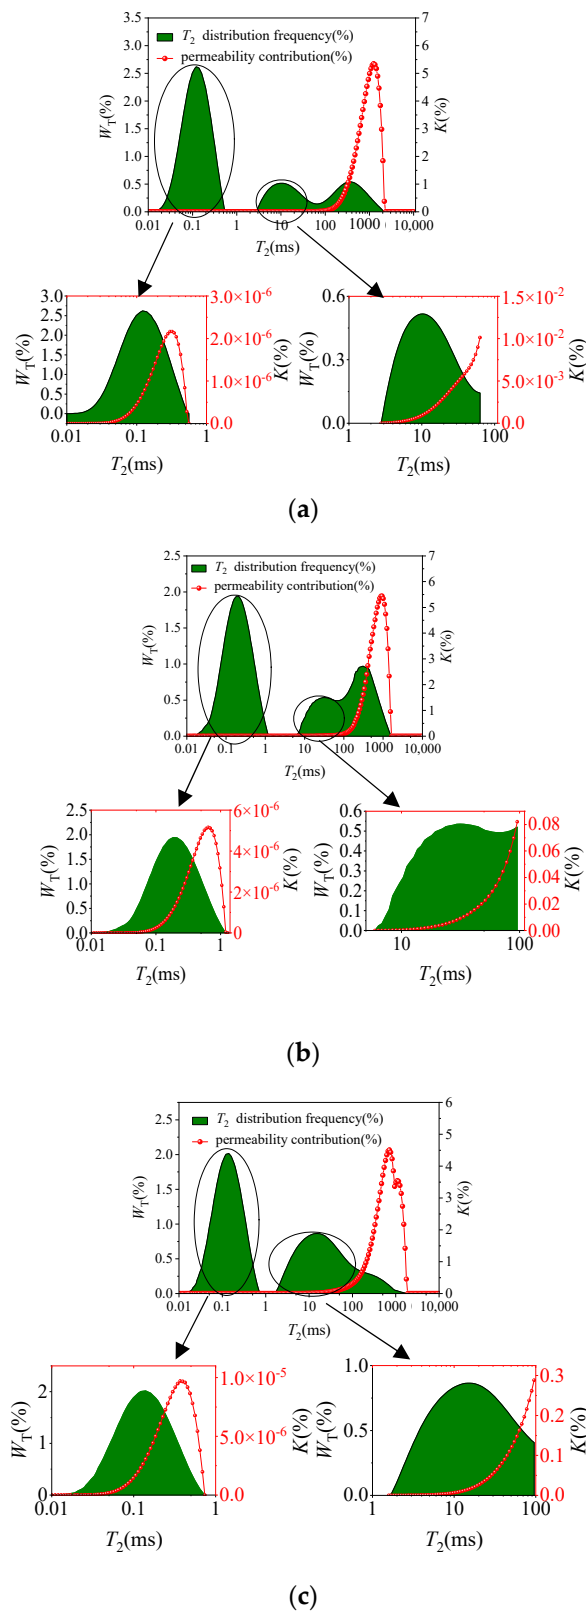 T₂ distribution frequency(%)
permeability contribution(%)
3.5
3.0
2.5
2.0
1.5
1.0
0.5
0.0
W_T(%)
7
6
5
4
3
2
1
0
K(%)
0.01 0.1 1 10 100 1000 10,000
T₂(ms)
3.0
2.5
2.0
1.5
1.0
0.5
0.0
W_T(%)
3.0×10⁻⁶
2.0×10⁻⁶
1.0×10⁻⁶
0.0
K(%)
0.01 0.1 1
T₂(ms)
0.6
0.3
0.0
W_T(%)
1.5×10⁻²
1.0×10⁻²
5.0×10⁻³
0.0
K(%)
1 10 100
T₂(ms)
(a)
T₂ distribution frequency(%)
permeability contribution(%)
2.5
2.0
1.5
1.0
0.5
0.0
W_T(%)
7
6
5
4
3
2
1
0
K(%)
0.01 0.1 1 10 100 1000 10,000
T₂(ms)
2.5
2.0
1.5
1.0
0.5
0.0
W_T(%)
6×10⁻⁶
4×10⁻⁶
2×10⁻⁶
0
K(%)
0.01 0.1 1
T₂(ms)
0.6
0.5
0.4
0.3
0.2
0.1
0.0
W_T(%)
0.08
0.06
0.04
0.02
0.00
K(%)
10 100
T₂(ms)
(b)
T₂ distribution frequency(%)
permeability contribution(%)
2.5
2.0
1.5
1.0
0.5
0.0
W_T(%)
6
5
4
3
2
1
0
K(%)
0.01 0.1 1 10 100 1000 10,000
T₂(ms)
2
1
0
W_T(%)
1.0×10⁻⁵
5.0×10⁻⁶
0.0
K(%)
0.01 0.1 1
T₂(ms)
1.0
0.5
0.0
W_T(%)
0.3
0.2
0.1
0.0
K(%)
1 10 100
T₂(ms)
(c)